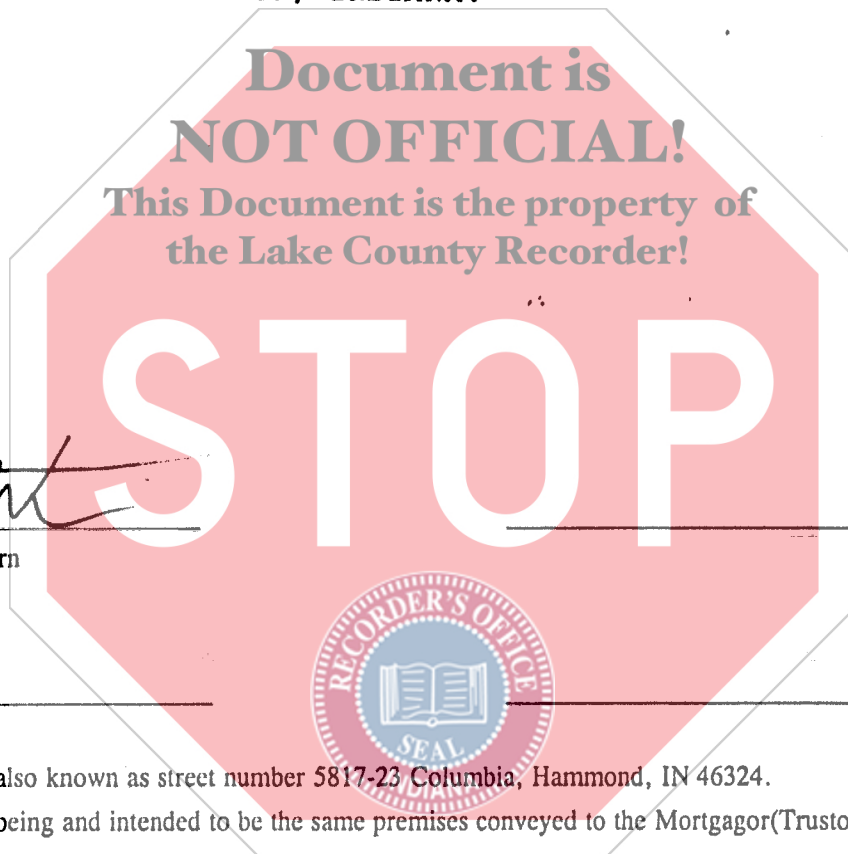 Document is
NOT OFFICIAL!
This Document is the property of
the Lake County Recorder!
STOP
rn
RECORDER'S OFFICE
SEAL
INDIANA
also known as street number 5817-23 Columbia, Hammond, IN 46324.
being and intended to be the same premises conveyed to the Mortgagor(Trusto